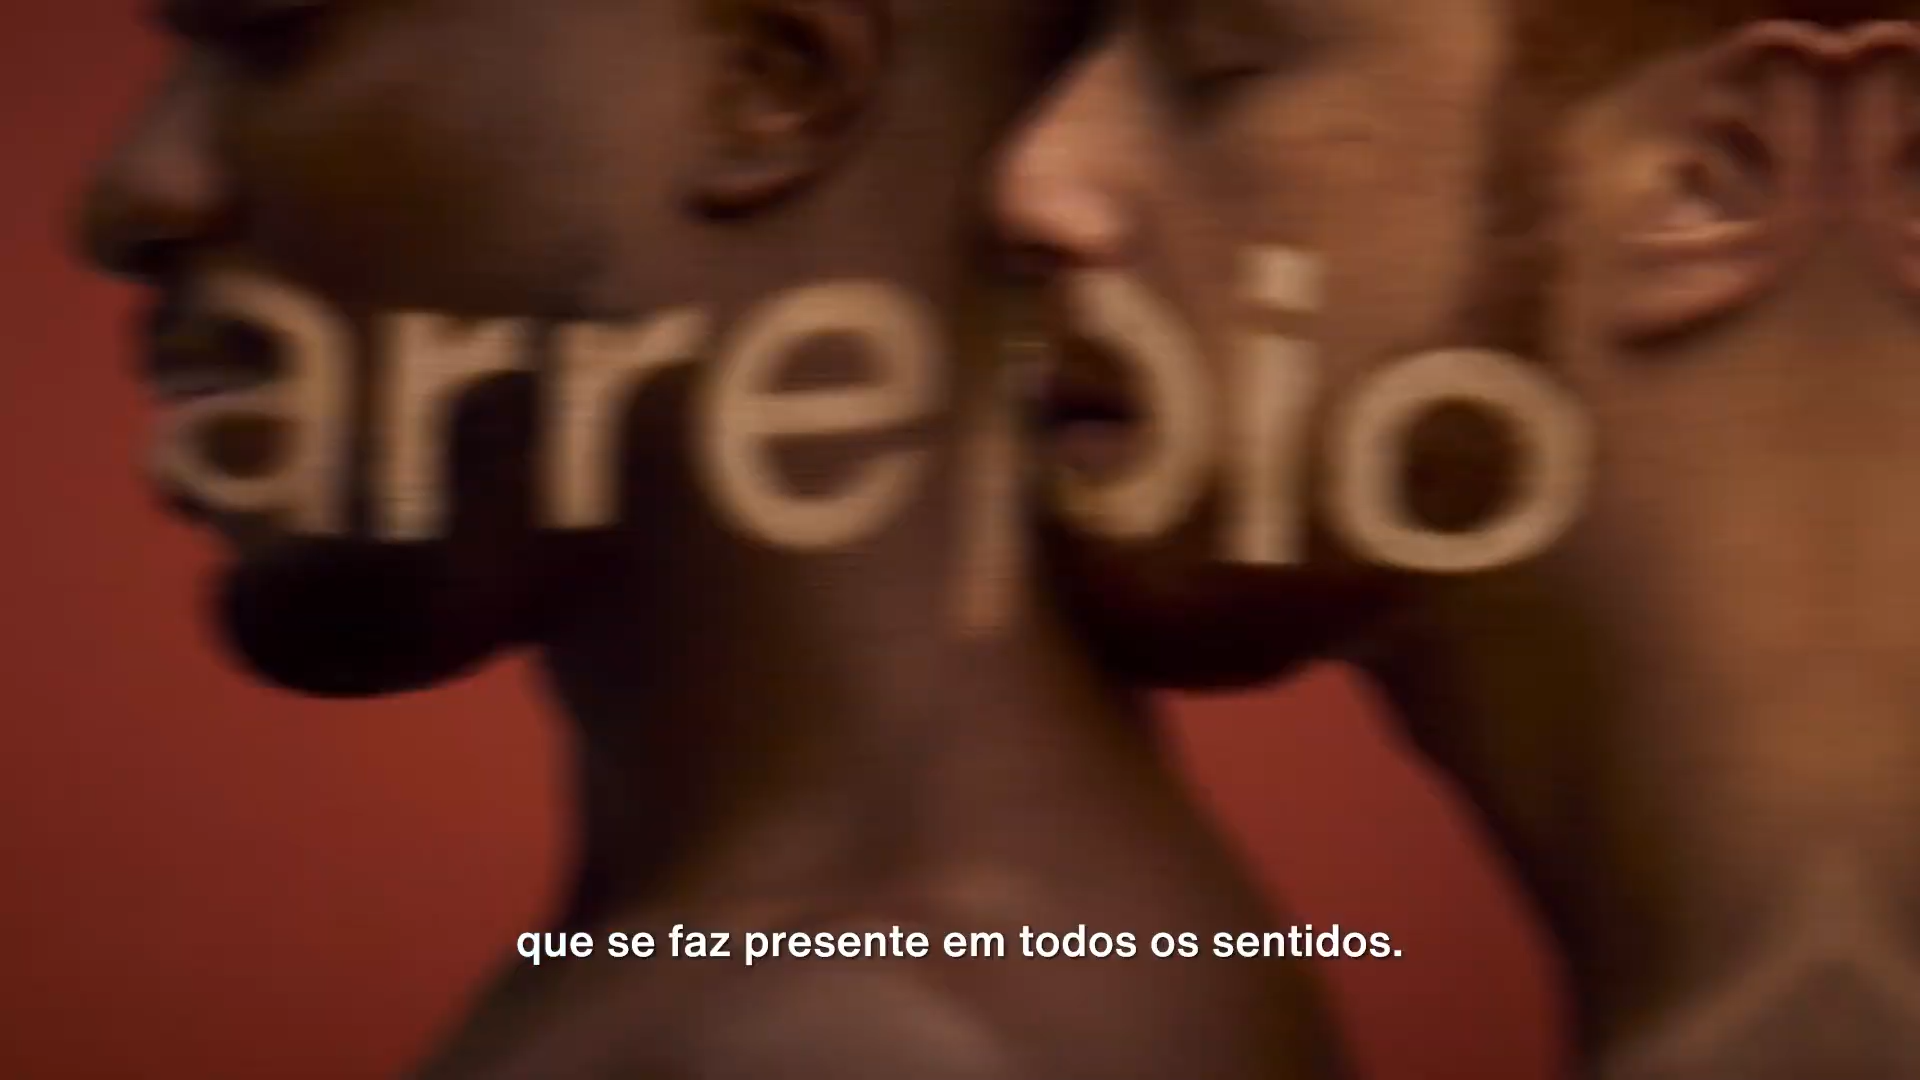 arrepio
que se faz presente em todos os sentidos.